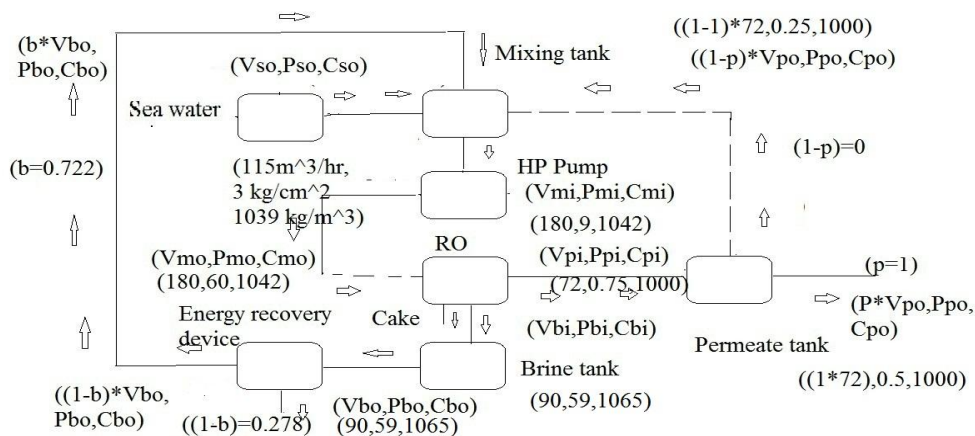 ((1-1)*72,0.25,1000)
(b*Vbo,
Pbo,Cbo)
Mixing tank
((1-p)*Vpo,Ppo,Cpo)
(Vso,Pso,Cso)
Sea water
(b=0.722)
(115m^3/hr,
3 kg/cm^2
1039 kg/m^3)
HP Pump
(1-p)=0
(Vmi,Pmi,Cmi)
(180,9,1042)
RO
(Vmo,Pmo,Cmo)
(180,60,1042)
(Vpi,Ppi,Cpi)
(72,0.75,1000)
(p=1)
(P*Vpo,Ppo,
Cpo)
Energy recovery
device
Cake
(Vbi,Pbi,Cbi)
Permeate tank
Brine tank
((1*72),0.5,1000)
((1-b)*Vbo,
Pbo,Cbo)
((1-b)=0.278)
(Vbo,Pbo,Cbo)
(90,59,1065)
(90,59,1065)